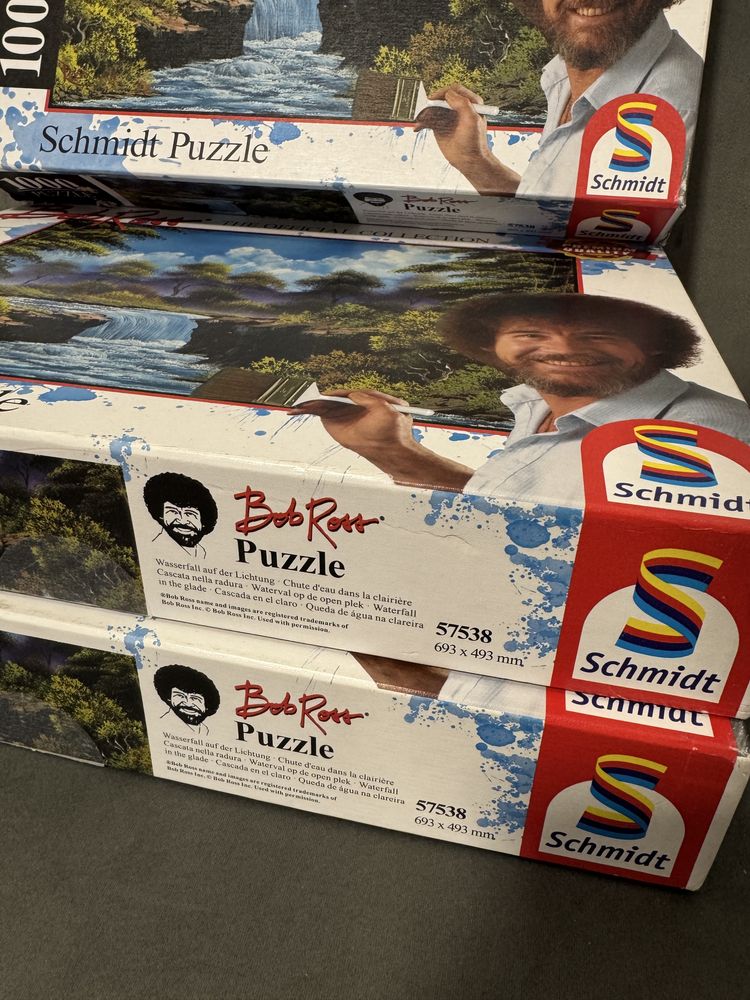 100
Schmidt Puzzle
Schmidt
Bob Ross
Puzzle
57538
Schmidt
Bob Ross · THE OFFICIAL COLLECTION
Schmidt
Bob Ross®
Puzzle
Wasserfall auf der Lichtung · Chute d'eau dans la clairière
Cascata nella radura · Waterval op de open plek · Waterfall
in the glade · Cascada en el claro · Queda de água na clareira
®Bob Ross name and images are registered trademarks of
Bob Ross Inc. © Bob Ross Inc. Used with permission.
57538
693 x 493 mm
Schmidt
Schmidt
Bob Ross®
Puzzle
Wasserfall auf der Lichtung · Chute d'eau dans la clairière
Cascata nella radura · Waterval op de open plek · Waterfall
in the glade · Cascada en el claro · Queda de água na clareira
®Bob Ross name and images are registered trademarks of
Bob Ross Inc. © Bob Ross Inc. Used with permission.
57538
693 x 493 mm
Schmidt